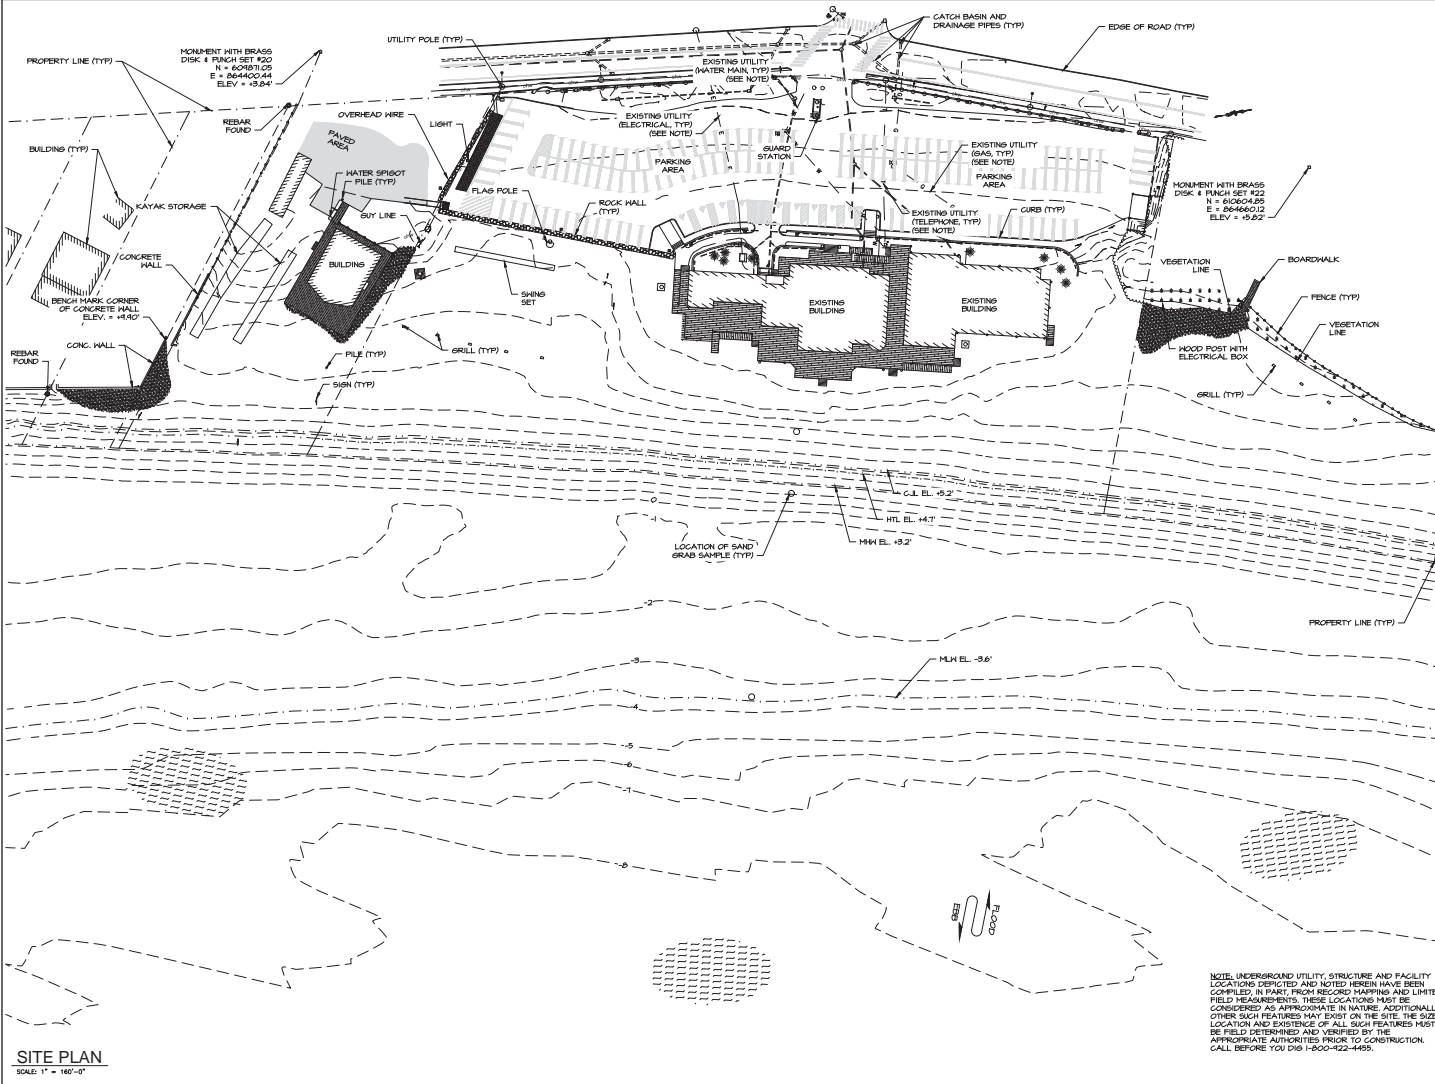 CATCH BASIN AND
DRAINAGE PIPES (TYP)
EDGE OF ROAD (TYP)
UTILITY POLE (TYP)
MONUMENT WITH BRASS
DISK & PUNCH SET #20
N = 609871.05
E = 864400.44
ELEV = +3.84'
PROPERTY LINE (TYP)
EXISTING UTILITY
(WATER MAIN, TYP)
(SEE NOTE)
OVERHEAD WIRE
LIGHT
EXISTING UTILITY
(ELECTRICAL, TYP)
(SEE NOTE)
REBAR
FOUND
PAVED
AREA
BUILDING (TYP)
GUARD
STATION
EXISTING UTILITY
(GAS, TYP)
(SEE NOTE)
PARKING
AREA
PARKING
AREA
WATER SPIGOT
PILE (TYP)
FLAG POLE
MONUMENT WITH BRASS
DISK & PUNCH SET #22
N = 610604.85
E = 864660.12
ELEV = +5.82'
KAYAK STORAGE
GUY LINE
ROCK WALL
(TYP)
EXISTING UTILITY
(TELEPHONE, TYP)
(SEE NOTE)
CURB (TYP)
CONCRETE
WALL
BUILDING
VEGETATION
LINE
BOARDWALK
BENCH MARK CORNER
OF CONCRETE WALL
ELEV. = +9.90'
SWING
SET
EXISTING
BUILDING
EXISTING
BUILDING
FENCE (TYP)
VEGETATION
LINE
CONC. WALL
REBAR
FOUND
PILE (TYP)
GRILL (TYP)
WOOD POST WITH
ELECTRICAL BOX
SIGN (TYP)
GRILL (TYP)
CJL EL. +5.2'
0
-1
HTL EL. +4.7'
MHW EL. +3.2'
LOCATION OF SAND
GRAB SAMPLE (TYP)
-2
PROPERTY LINE (TYP)
-3
MLW EL. -3.6'
-4
-5
-6
-7
-8
FLOOD
EBB
NOTE: UNDERGROUND UTILITY, STRUCTURE AND FACILITY
LOCATIONS DEPICTED AND NOTED HEREIN HAVE BEEN
COMPILED, IN PART, FROM RECORD MAPPING AND LIMITE
FIELD MEASUREMENTS. THESE LOCATIONS MUST BE
CONSIDERED AS APPROXIMATE IN NATURE. ADDITIONALL
OTHER SUCH FEATURES MAY EXIST ON THE SITE. THE SIZE
LOCATION AND EXISTENCE OF ALL SUCH FEATURES MUST
BE FIELD DETERMINED AND VERIFIED BY THE
APPROPRIATE AUTHORITIES PRIOR TO CONSTRUCTION.
CALL BEFORE YOU DIG 1-800-922-4455.
SITE PLAN
SCALE: 1" = 160'-0"